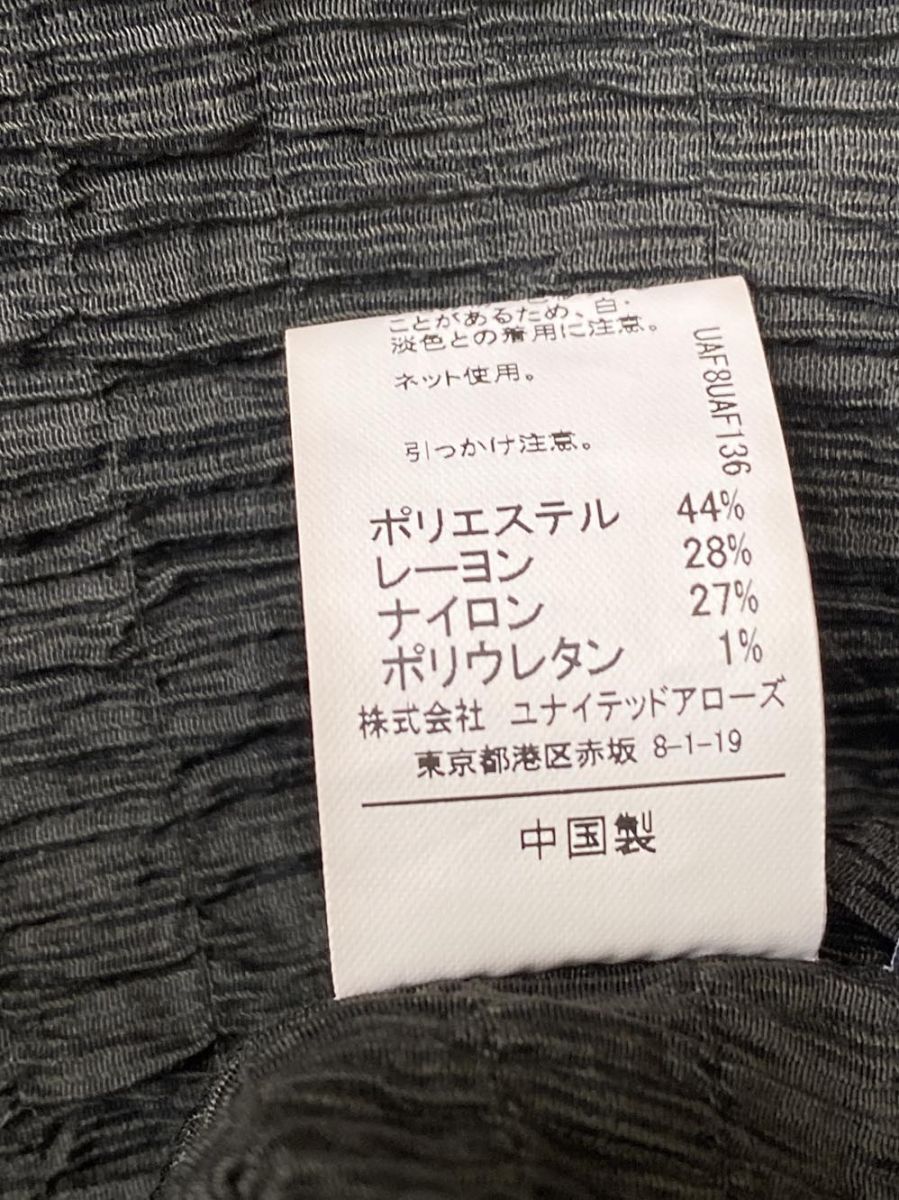 ことがあるため、白・
淡色との着用に注意。
ネット使用。
引っかけ注意。
UAF8UAF136
ポリエステル 44%
レーヨン 28%
ナイロン 27%
ポリウレタン 1%
株式会社 ユナイテッドアローズ
東京都港区赤坂 8-1-19
中国製